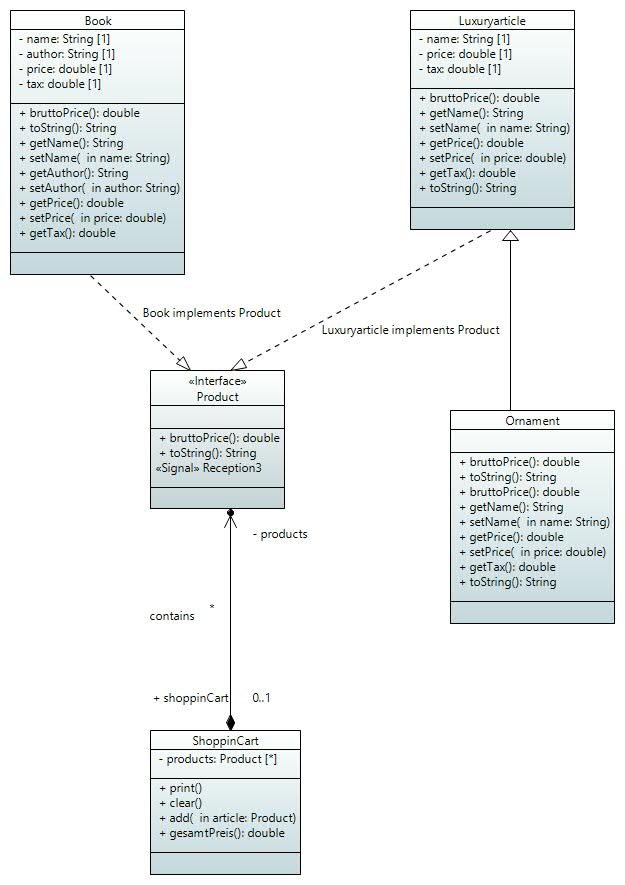 Book
- name: String [1]
- author: String [1]
- price: double [1]
- tax: double [1]
+ bruttoPrice(): double
+ toString(): String
+ getName(): String
+ setName(  in name: String)
+ getAuthor(): String
+ setAuthor(  in author: String)
+ getPrice(): double
+ setPrice(  in price: double)
+ getTax(): double
Luxuryarticle
- name: String [1]
- price: double [1]
- tax: double [1]
+ bruttoPrice(): double
+ getName(): String
+ setName(  in name: String)
+ getPrice(): double
+ setPrice(  in price: double)
+ getTax(): double
+ toString(): String
Book implements Product
Luxuryarticle implements Product
«Interface»
Product
+ bruttoPrice(): double
+ toString(): String
«Signal» Reception3
Ornament
+ bruttoPrice(): double
+ toString(): String
+ bruttoPrice(): double
+ getName(): String
+ setName(  in name: String)
+ getPrice(): double
+ setPrice(  in price: double)
+ getTax(): double
+ toString(): String
- products
contains *
+ shoppinCart 0..1
ShoppinCart
- products: Product [*]
+ print()
+ clear()
+ add(  in article: Product)
+ gesamtPreis(): double